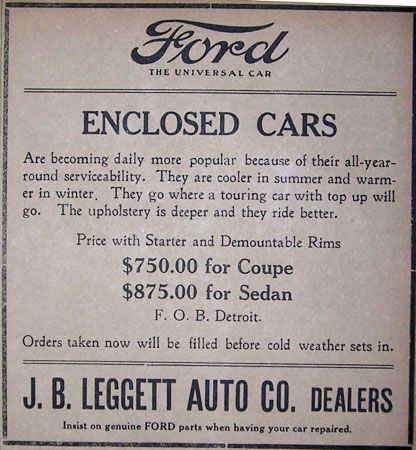 Ford
THE UNIVERSAL CAR
ENCLOSED CARS
Are becoming daily more popular because of their all-year-
round serviceability. They are cooler in summer and warm-
er in winter. They go where a touring car with top up will
go. The upholstery is deeper and they ride better.
Price with Starter and Demountable Rims
$750.00 for Coupe
$875.00 for Sedan
F. O. B. Detroit.
Orders taken now will be filled before cold weather sets in.
J. B. LEGGETT AUTO CO. DEALERS
Insist on genuine FORD parts when having your car repaired.